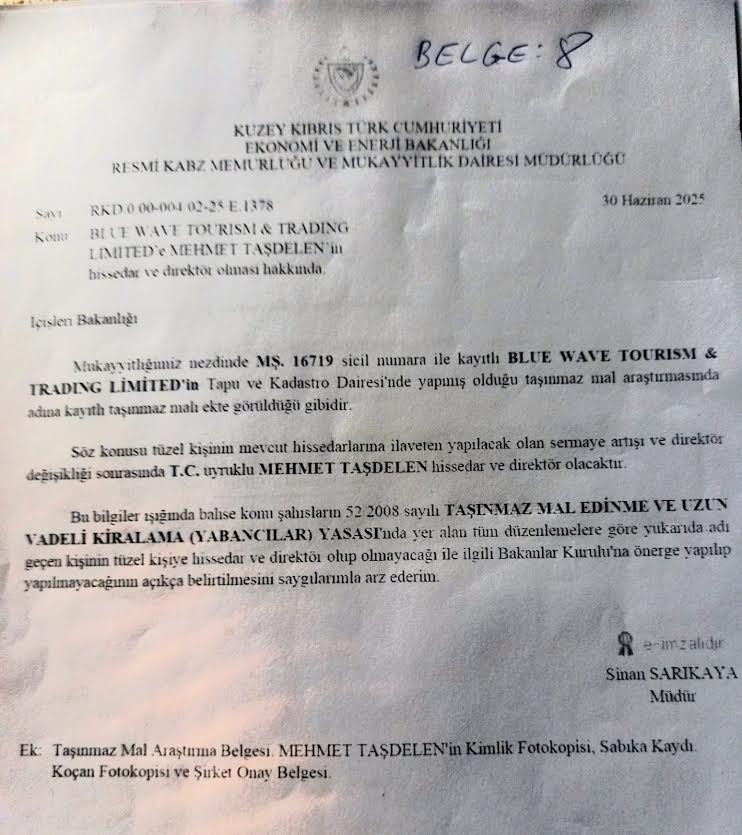 BELGE: 8
KUZEY KIBRIS TÜRK CUMHURİYETİ
EKONOMİ VE ENERJİ BAKANLIĞI
RESMİ KABZ MEMURLUĞU VE MUKAYYİTLİK DAİRESİ MÜDÜRLÜĞÜ
Sayı RKD.0.00-004.02-25 E.1378 30 Haziran 2025
Konu BLUE WAVE TOURISM & TRADING
LIMITED'e MEHMET TAŞDELEN'in
hissedar ve direktör olması hakkında.
İçişleri Bakanlığı
Mukayyitliğimiz nezdinde MŞ. 16719 sicil numara ile kayıtlı BLUE WAVE TOURISM &
TRADING LİMİTED'in Tapu ve Kadastro Dairesi'nde yapmış olduğu taşınmaz mal araştırmasında
adına kayıtlı taşınmaz malı ekte görüldüğü gibidir.
Söz konusu tüzel kişinin mevcut hissedarlarına ilaveten yapılacak olan sermaye artışı ve direktör
değişikliği sonrasında T.C. uyruklu MEHMET TAŞDELEN hissedar ve direktör olacaktır.
Bu bilgiler ışığında bahse konu şahısların 52/2008 sayılı TAŞINMAZ MAL EDİNME VE UZUN
VADELİ KİRALAMA (YABANCILAR) YASASI'nda yer alan tüm düzenlemelere göre yukarıda adı
geçen kişinin tüzel kişiye hissedar ve direktör olup olmayacağı ile ilgili Bakanlar Kurulu'na önerge yapılıp
yapılmayacağının açıkça belirtilmesini saygılarımla arz ederim.
e-imzalıdır
Sinan SARIKAYA
Müdür
Ek: Taşınmaz Mal Araştırma Belgesi. MEHMET TAŞDELEN'in Kimlik Fotokopisi, Sabıka Kaydı.
Koçan Fotokopisi ve Şirket Onay Belgesi.